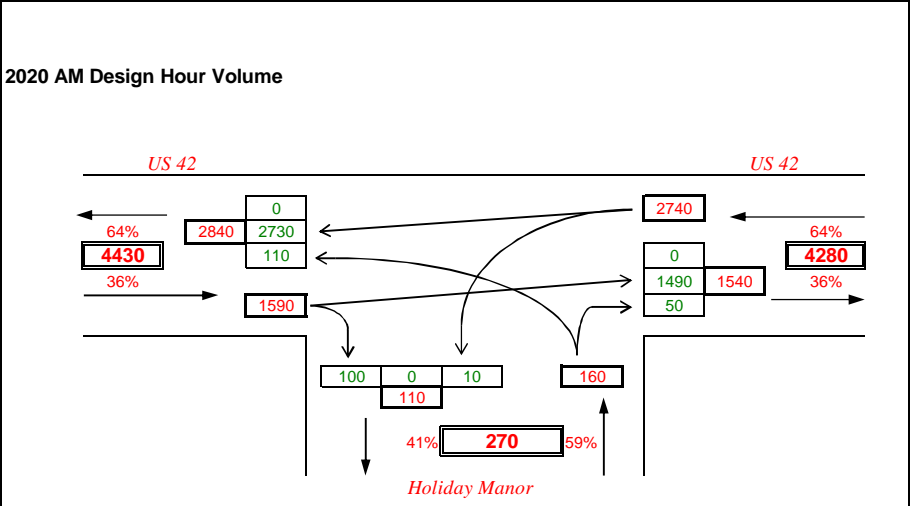 2020 AM Design Hour Volume
US 42 US 42
0 2740
64% 2840 2730 64%
4430 110 0 4280
36% 1490 1540 36%
1590 50
100 0 10 160
110
41% 270 59%
Holiday Manor